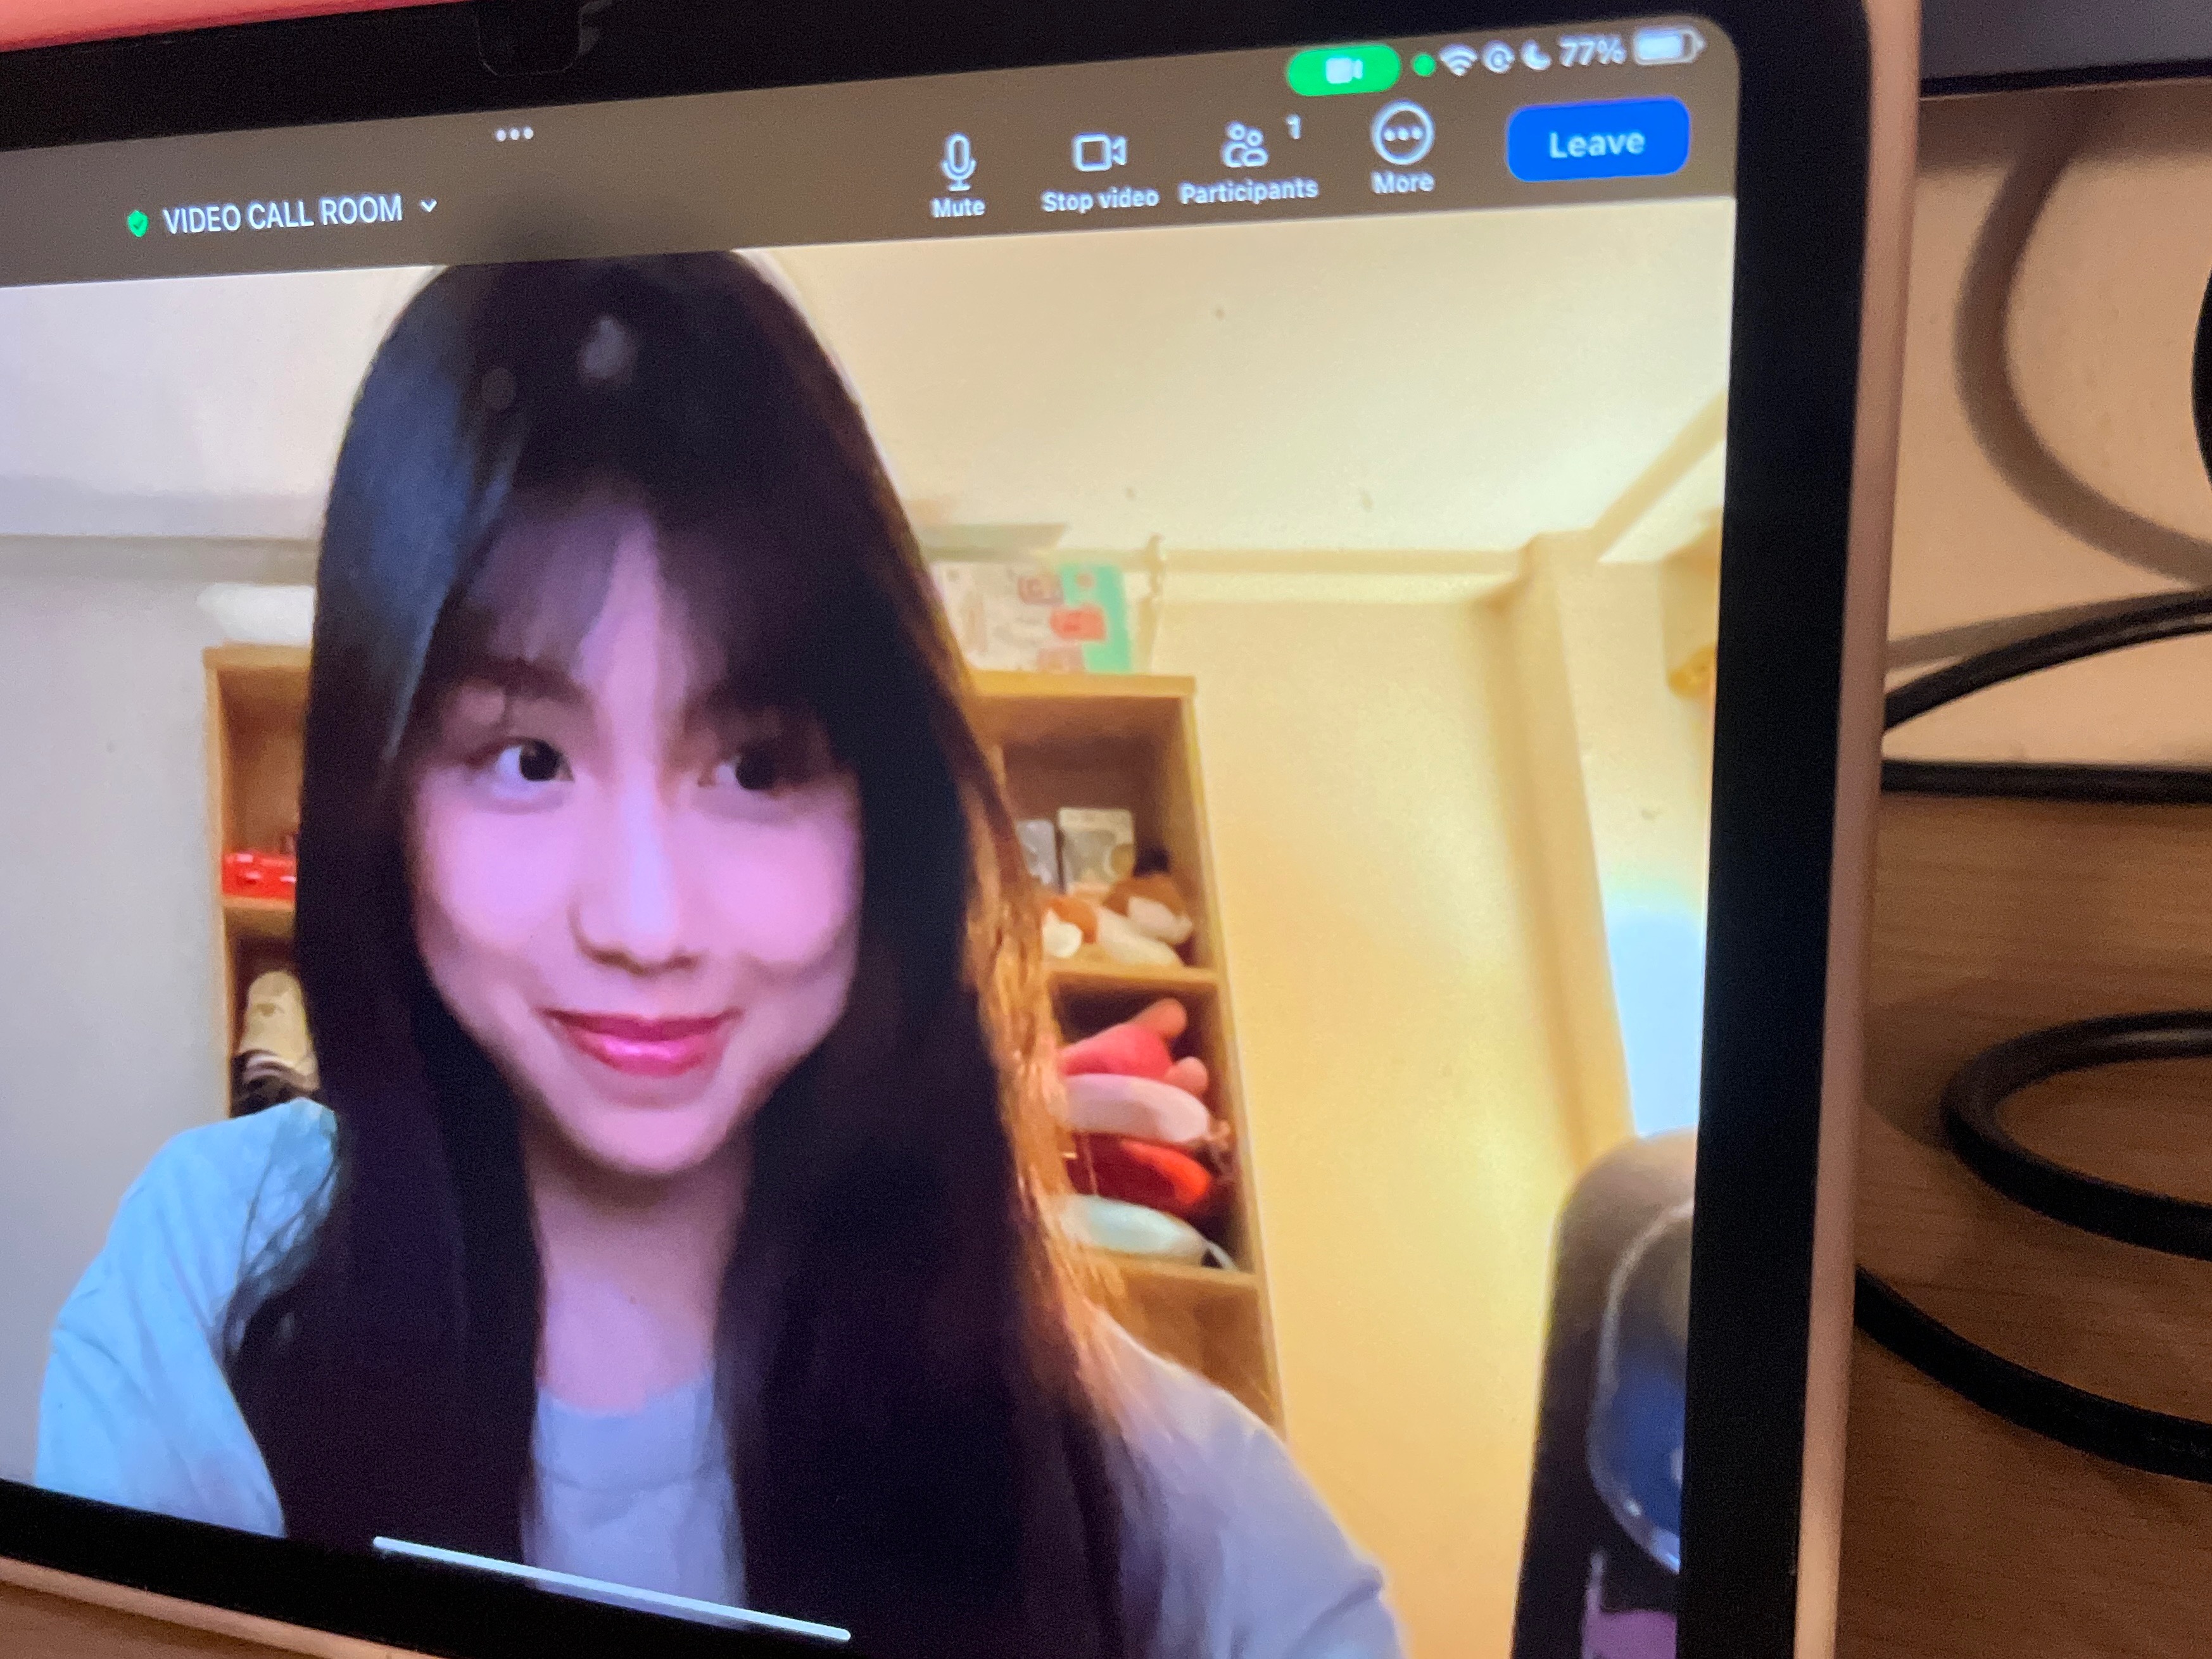 77%
VIDEO CALL ROOM
Mute
Stop video
Participants
1
More
Leave